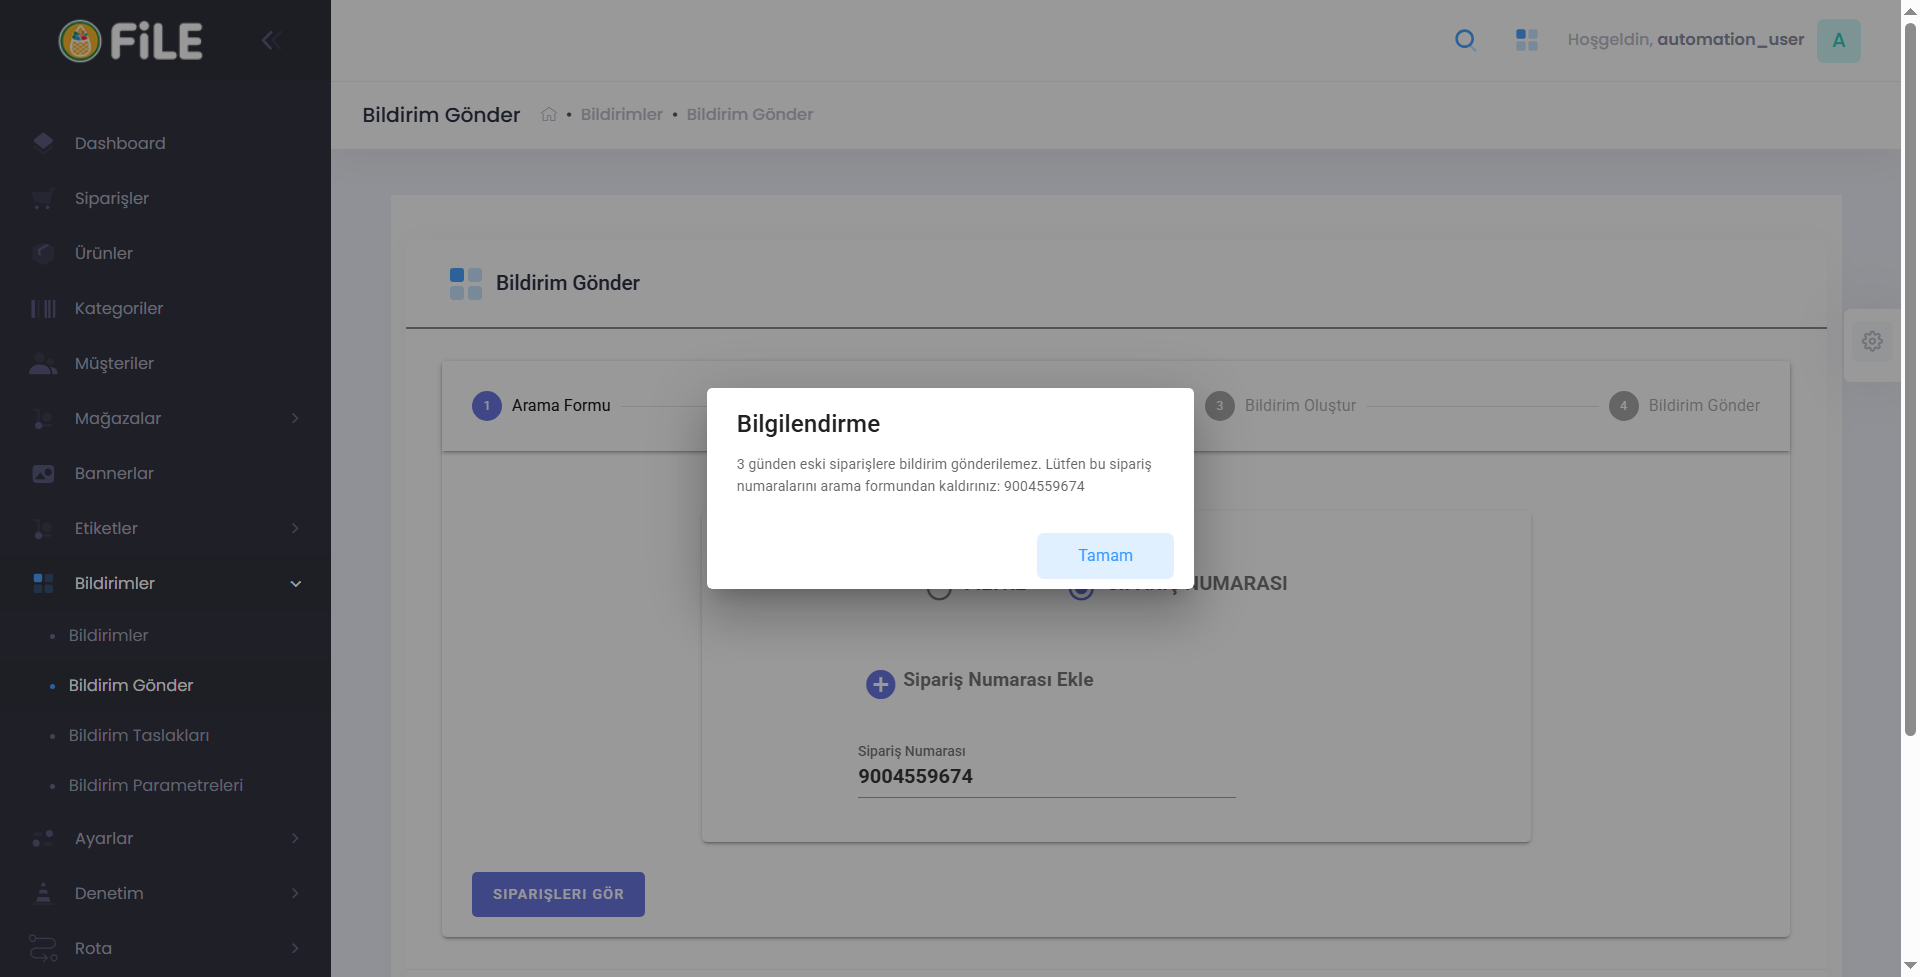 FiLE
Hoşgeldin, automation_user
A
Bildirim Gönder
Bildirimler
Bildirim Gönder
Dashboard
Siparişler
Ürünler
Kategoriler
Müşteriler
Mağazalar
Bannerlar
Etiketler
Bildirimler
Bildirimler
Bildirim Gönder
Bildirim Taslakları
Bildirim Parametreleri
Ayarlar
Denetim
Rota
Bildirim Gönder
1 Arama Formu
3 Bildirim Oluştur
4 Bildirim Gönder
Bilgilendirme
3 günden eski siparişlere bildirim gönderilemez. Lütfen bu sipariş
numaralarını arama formundan kaldırınız: 9004559674
Tamam
NUMARASI
Sipariş Numarası Ekle
Sipariş Numarası
9004559674
SIPARIŞLERI GÖR